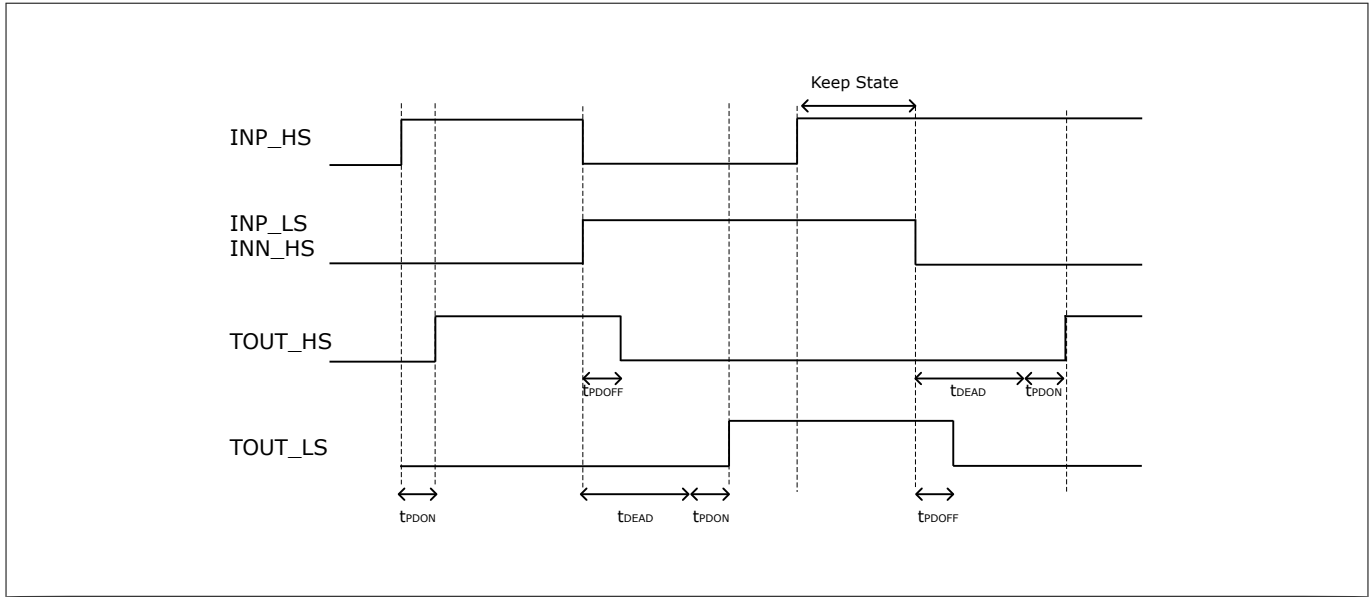 Keep State
INP_HS
INP_LS
INN_HS
TOUT_HS
tPDOFF
tDEAD
tPDON
TOUT_LS
tPDON
tDEAD
tPDON
tPDOFF